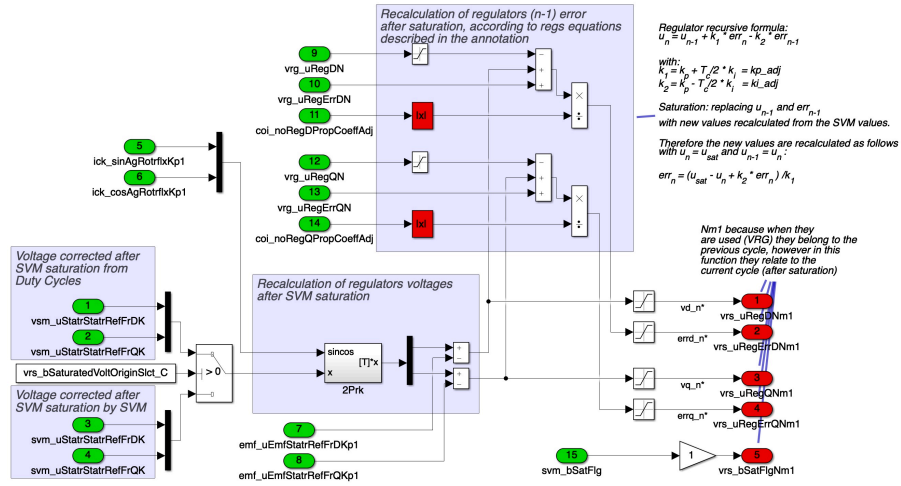 Recalculation of regulators (n-1) error
after saturation, according to regs equations
described in the annotation
9
vrg_uRegDN
10
vrg_uRegErrDN
11
coi_noRegDPropCoeffAdj
|x|
12
vrg_uRegQN
13
vrg_uRegErrQN
14
coi_noRegQPropCoeffAdj
|x|
−
+
+
×
÷
−
+
+
×
÷
Regulator recursive formula:
u_n = u_n-1 + k_1 * err_n - k_2 * err_n-1
with:
k_1 = k_p + T_c/2 * k_i = kp_adj
k_2 = k_p - T_c/2 * k_i = ki_adj
Saturation: replacing u_n-1 and err_n-1
with new values recalculated from the SVM values.
Therefore the new values are recalculated as follows
with u_n = u_sat and u_n-1 = u_n :
err_n = (u_sat - u_n + k_2 * err_n ) /k_1
5
ick_sinAgRotrflxKp1
6
ick_cosAgRotrflxKp1
Voltage corrected after
SVM saturation from
Duty Cycles
1
vsm_uStatrStatrRefFrDK
2
vsm_uStatrStatrRefFrQK
vrs_bSaturatedVoltOriginSlct_C
> 0
Voltage corrected after
SVM saturation by SVM
3
svm_uStatrStatrRefFrDK
4
svm_uStatrStatrRefFrQK
Recalculation of regulators voltages
after SVM saturation
sincos
[T]*x
x
2Prk
+
−
+
−
7
emf_uEmfStatrRefFrDKp1
8
emf_uEmfStatrRefFrQKp1
Nm1 because when they
are used (VRG) they belong to the
previous cycle, however in this
function they relate to the
current cycle (after saturation)
vd_n*
1
vrs_uRegDNm1
errd_n*
2
vrs_uRegErrDNm1
vq_n*
3
vrs_uRegQNm1
errq_n*
4
vrs_uRegErrQNm1
15
svm_bSatFlg
1
5
vrs_bSatFlgNm1